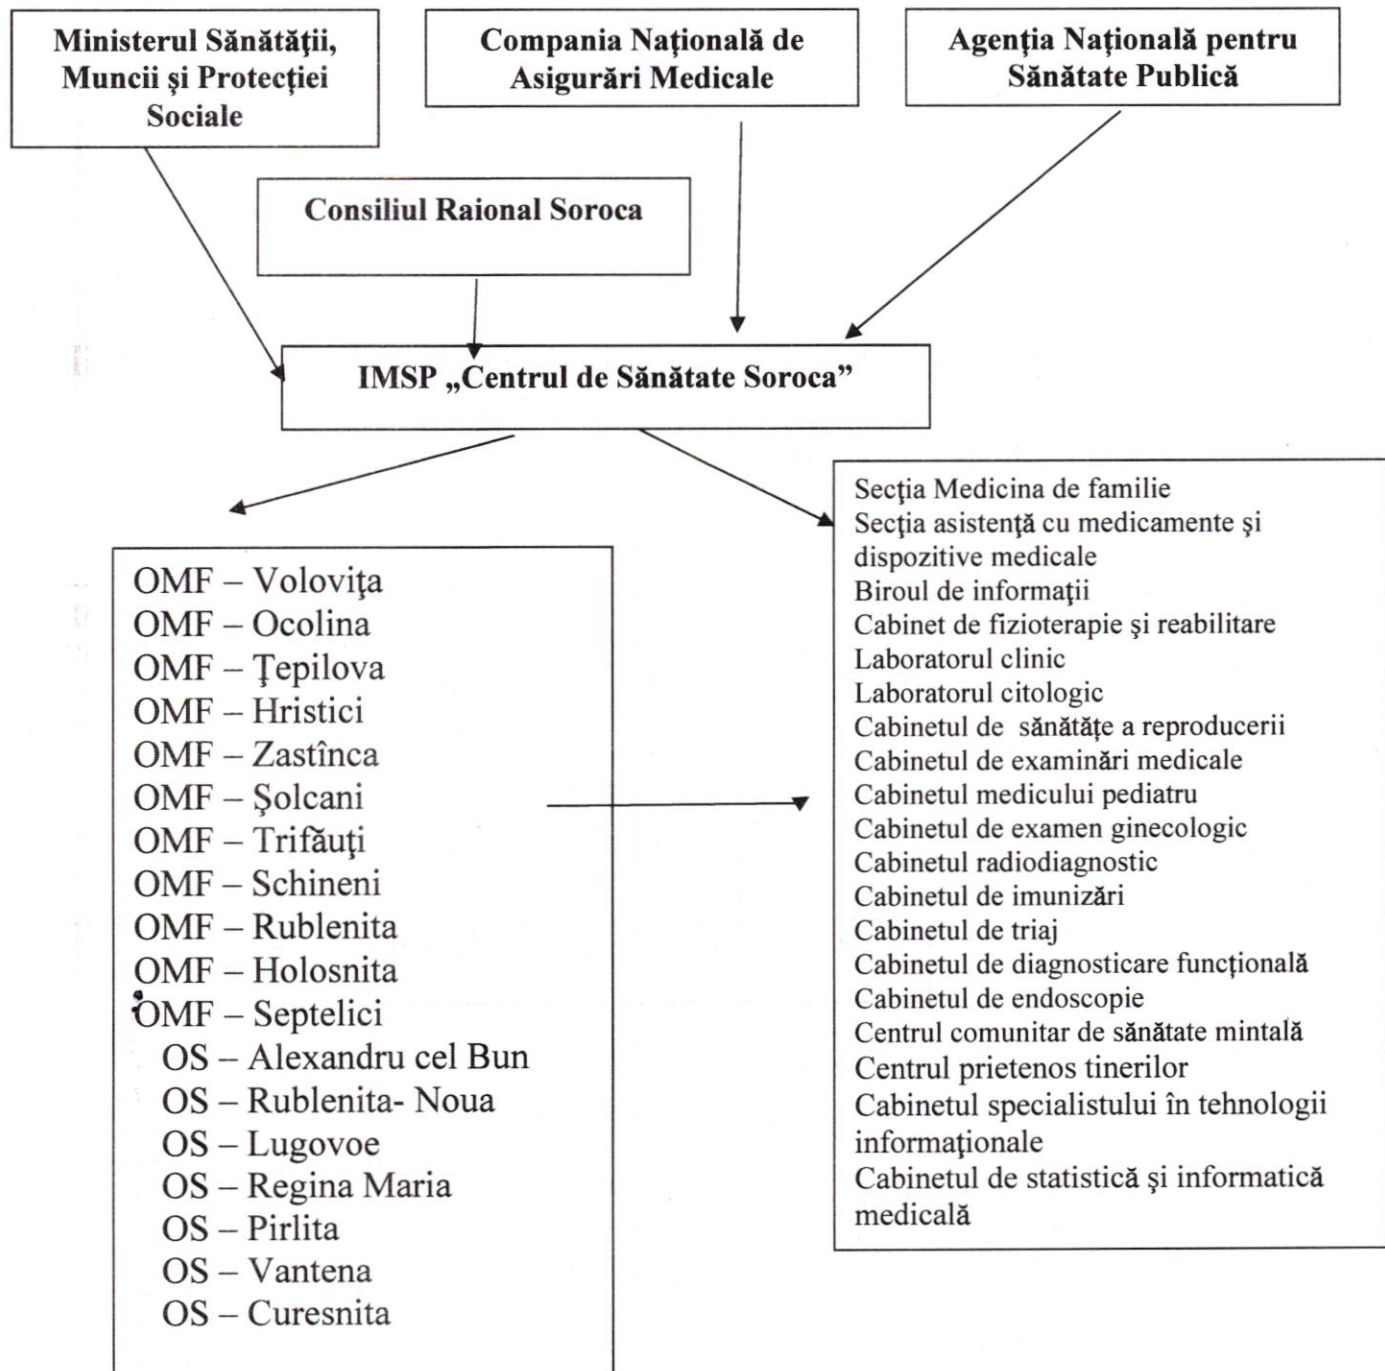 Ministerul Sănătăţii,
Muncii și Protecției
Sociale
Compania Națională de
Asigurări Medicale
Agenția Națională pentru
Sănătate Publică
Consiliul Raional Soroca
IMSP „Centrul de Sănătate Soroca”
OMF – Voloviţa
OMF – Ocolina
OMF – Ţepilova
OMF – Hristici
OMF – Zastînca
OMF – Şolcani
OMF – Trifăuţi
OMF – Schineni
OMF – Rublenita
OMF – Holosnita
OMF – Septelici
OS – Alexandru cel Bun
OS – Rublenita- Noua
OS – Lugovoe
OS – Regina Maria
OS – Pirlita
OS – Vantena
OS – Curesnita
Secţia Medicina de familie
Secţia asistenţă cu medicamente şi
dispozitive medicale
Biroul de informaţii
Cabinet de fizioterapie şi reabilitare
Laboratorul clinic
Laboratorul citologic
Cabinetul de sănătăţe a reproducerii
Cabinetul de examinări medicale
Cabinetul medicului pediatru
Cabinetul de examen ginecologic
Cabinetul radiodiagnostic
Cabinetul de imunizări
Cabinetul de triaj
Cabinetul de diagnosticare funcţională
Cabinetul de endoscopie
Centrul comunitar de sănătate mintală
Centrul prietenos tinerilor
Cabinetul specialistului în tehnologii
informaţionale
Cabinetul de statistică şi informatică
medicală